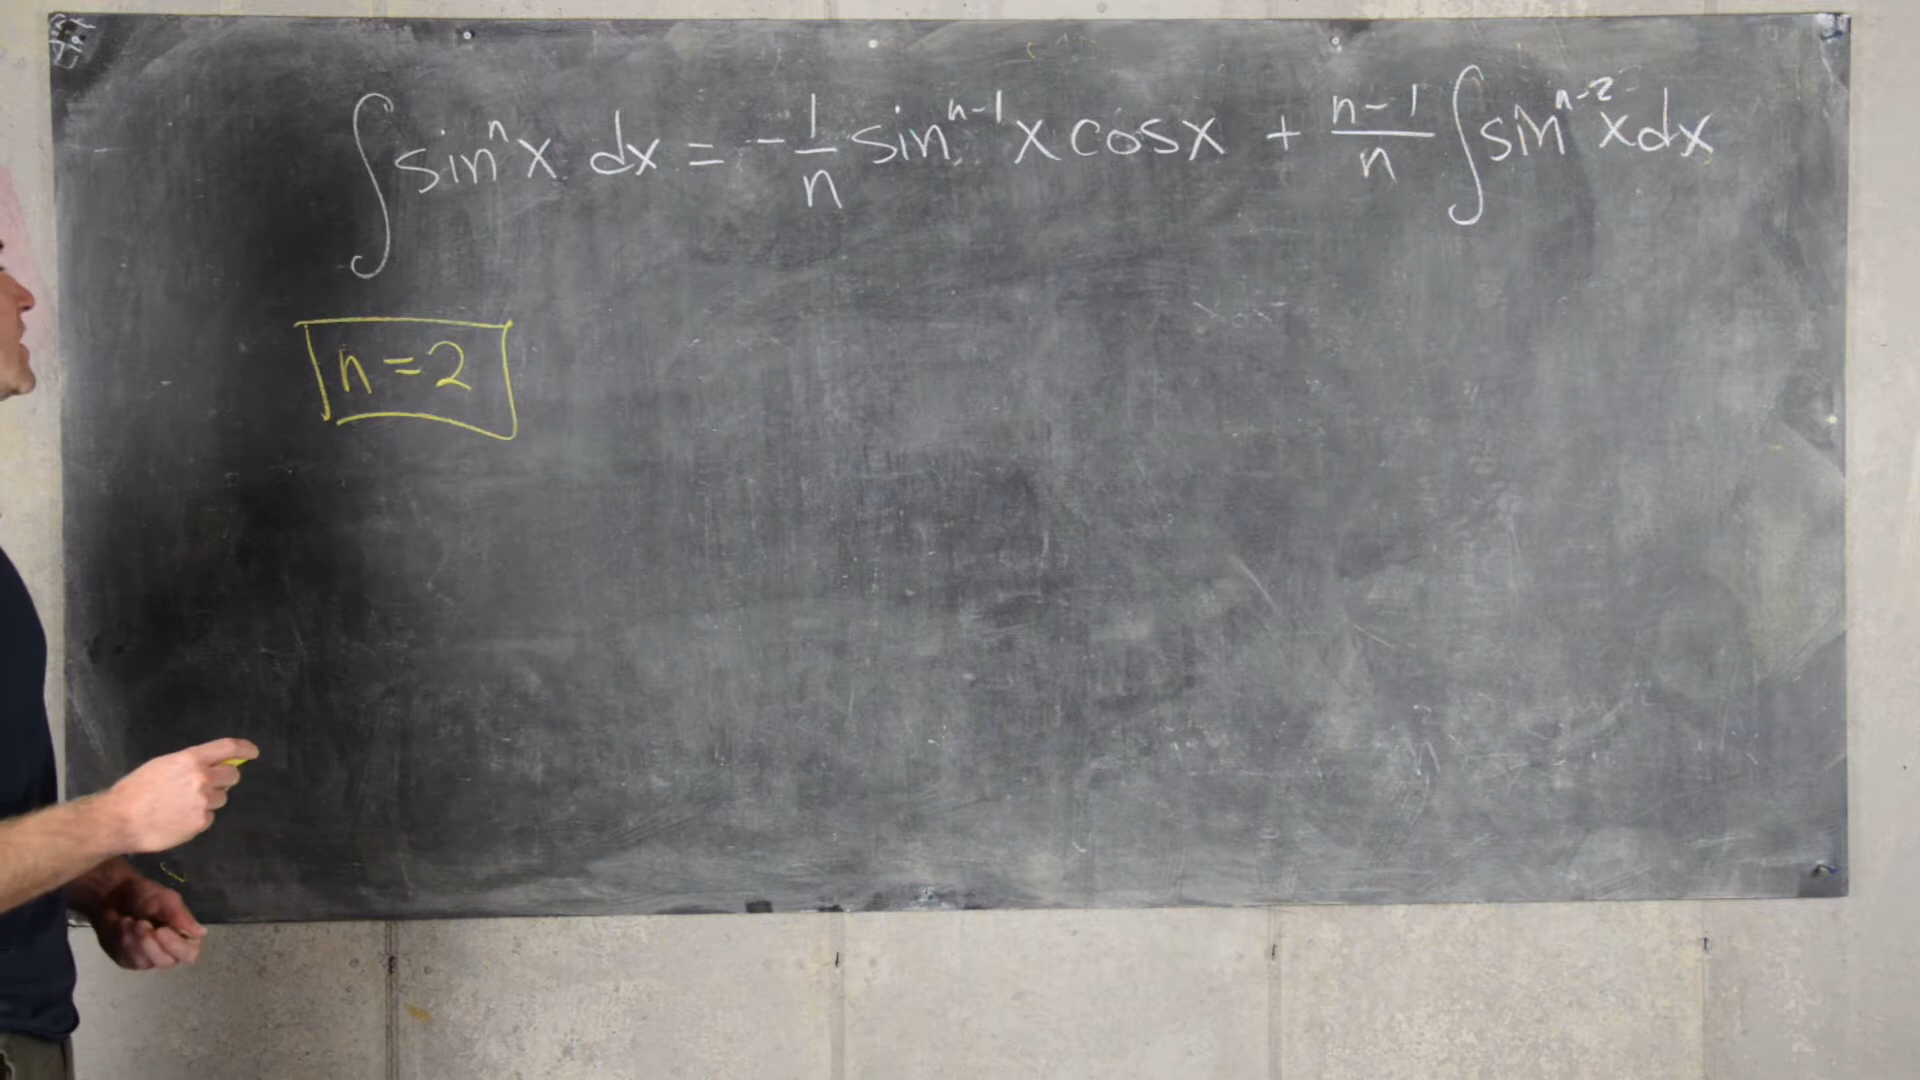 ∫ sinⁿx dx = -1/n sinⁿ⁻¹x cosx + n-1/n ∫ sinⁿ⁻²x dx
n=2